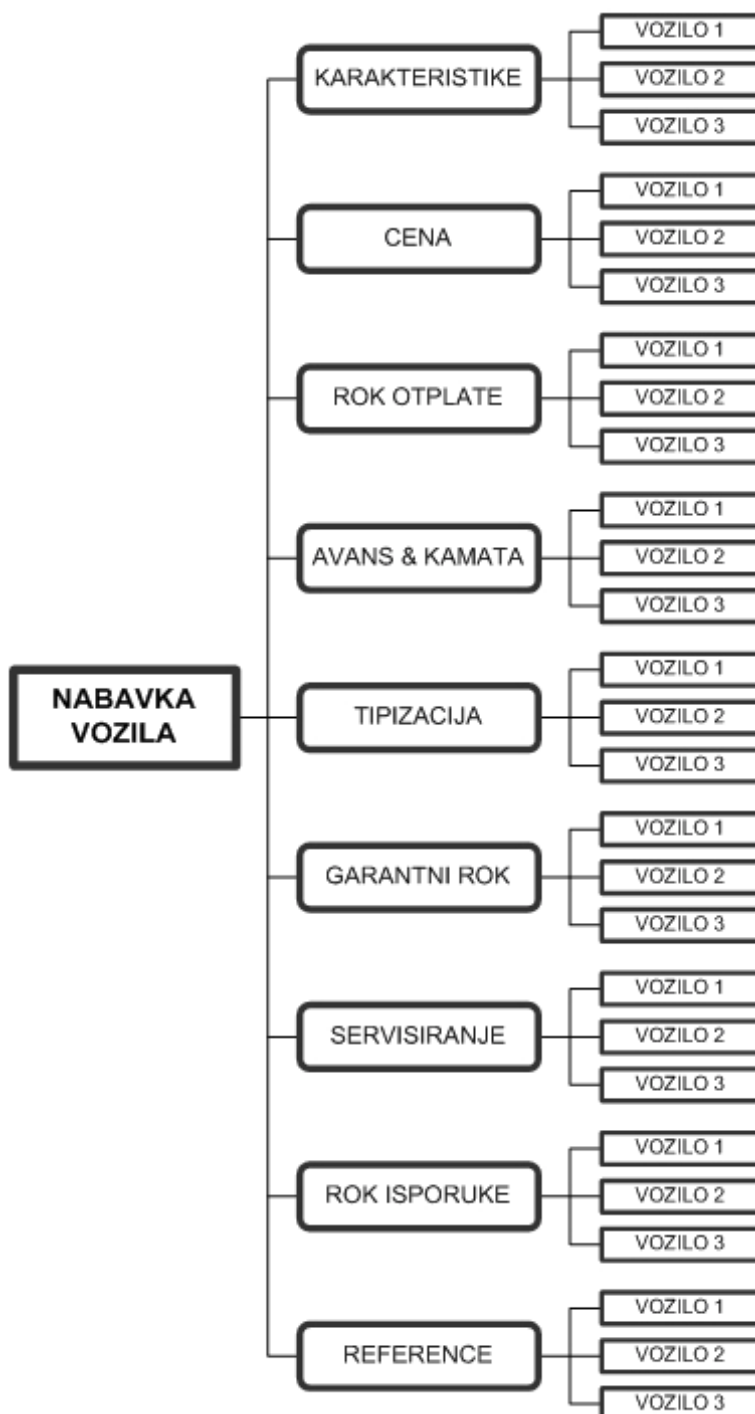 NABAVKA
VOZILA
KARAKTERISTIKE
VOZILO 1
VOZILO 2
VOZILO 3
CENA
VOZILO 1
VOZILO 2
VOZILO 3
ROK OTPLATE
VOZILO 1
VOZILO 2
VOZILO 3
AVANS & KAMATA
VOZILO 1
VOZILO 2
VOZILO 3
TIPIZACIJA
VOZILO 1
VOZILO 2
VOZILO 3
GARANTNI ROK
VOZILO 1
VOZILO 2
VOZILO 3
SERVISIRANJE
VOZILO 1
VOZILO 2
VOZILO 3
ROK ISPORUKE
VOZILO 1
VOZILO 2
VOZILO 3
REFERENCE
VOZILO 1
VOZILO 2
VOZILO 3